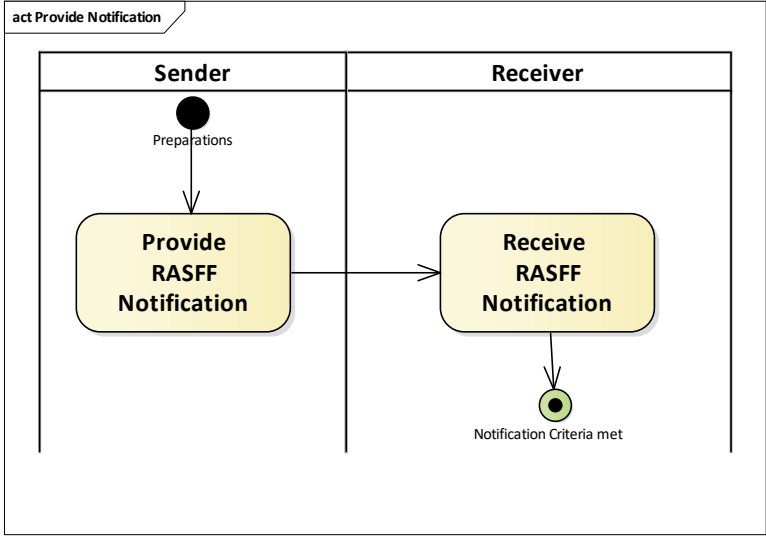 act Provide Notification
Sender
Receiver
Preparations
Provide
RASFF
Notification
Receive
RASFF
Notification
Notification Criteria met